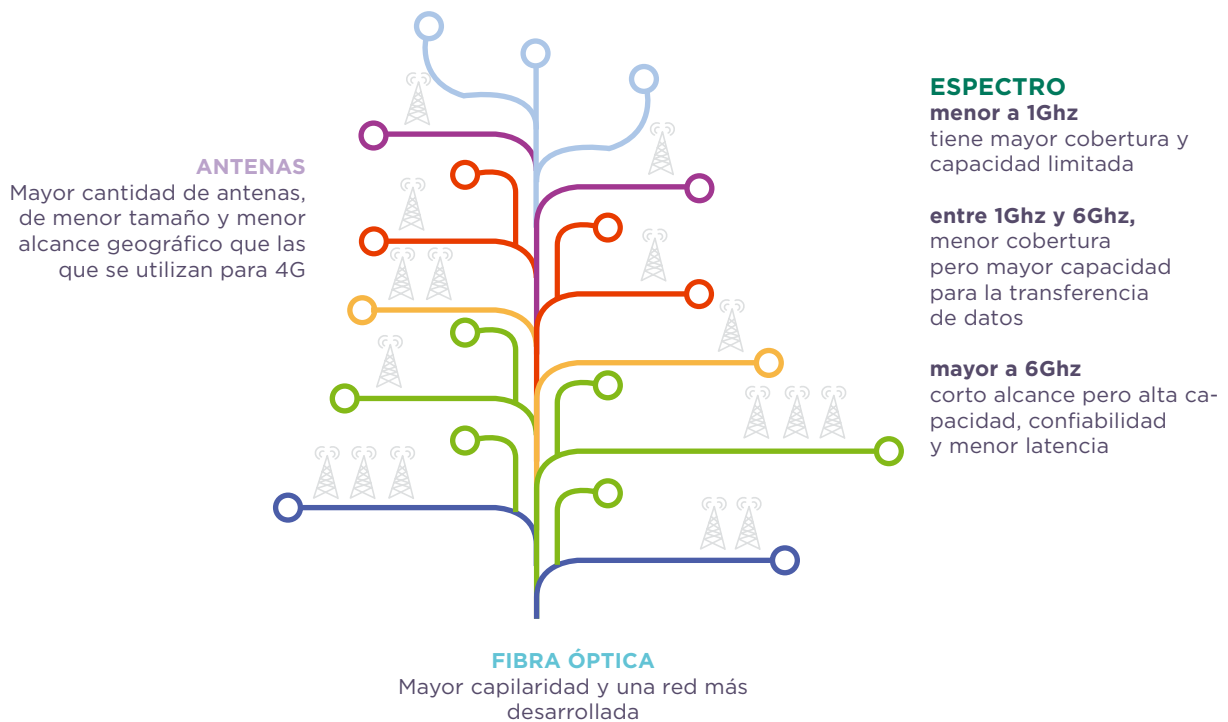 ANTENAS
Mayor cantidad de antenas,
de menor tamaño y menor
alcance geográfico que las
que se utilizan para 4G
ESPECTRO
menor a 1Ghz
tiene mayor cobertura y
capacidad limitada
entre 1Ghz y 6Ghz,
menor cobertura
pero mayor capacidad
para la transferencia
de datos
mayor a 6Ghz
corto alcance pero alta ca-
pacidad, confiabilidad
y menor latencia
FIBRA ÓPTICA
Mayor capilaridad y una red más
desarrollada